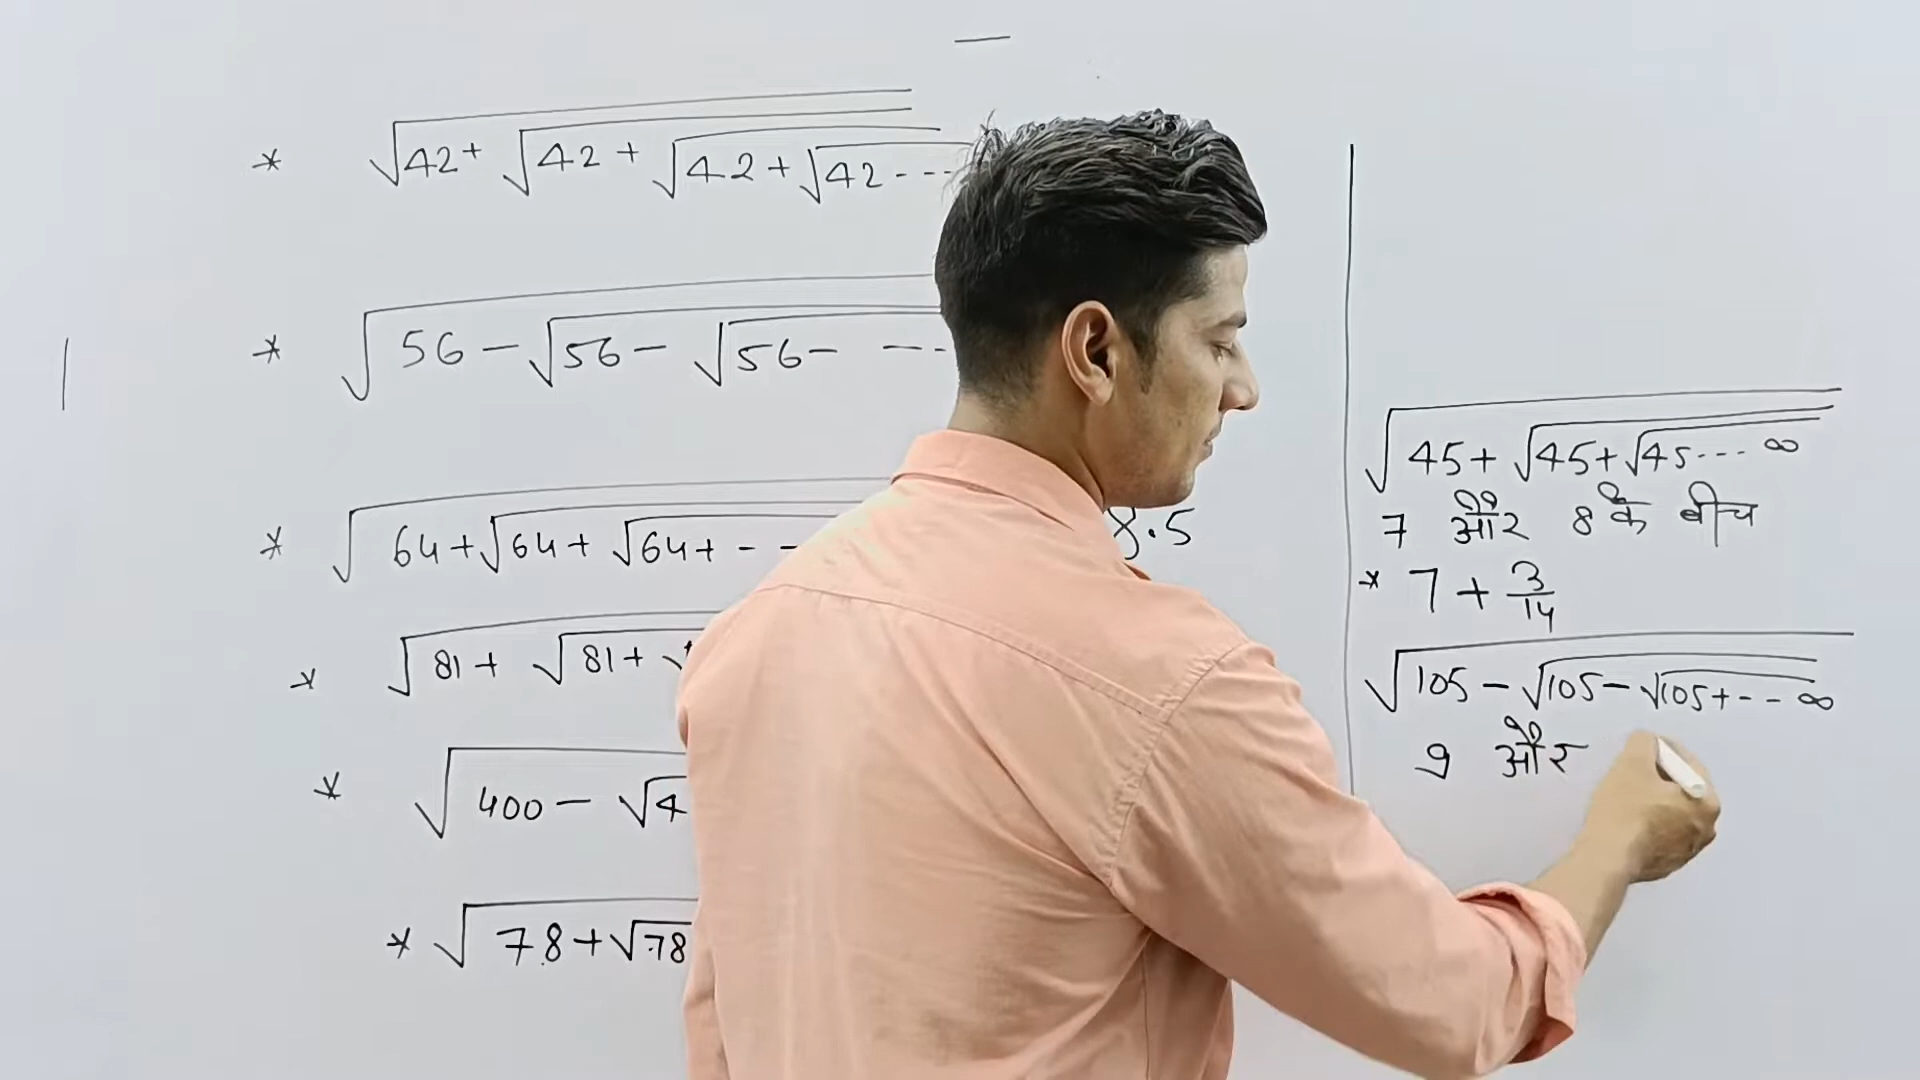 * √42+ √42 + √42 + √42 - - -
* √56 - √56 - √56 - - - -
* √64 + √64 + √64 + - - 8.5
* √81 + √81 + √
* √400 - √4
* √78 + √78
√45 + √45 + √45 - - - ∞
7 और 8 के बीच
* 7 + 3/14
√105 - √105 - √105 + - - ∞
9 और